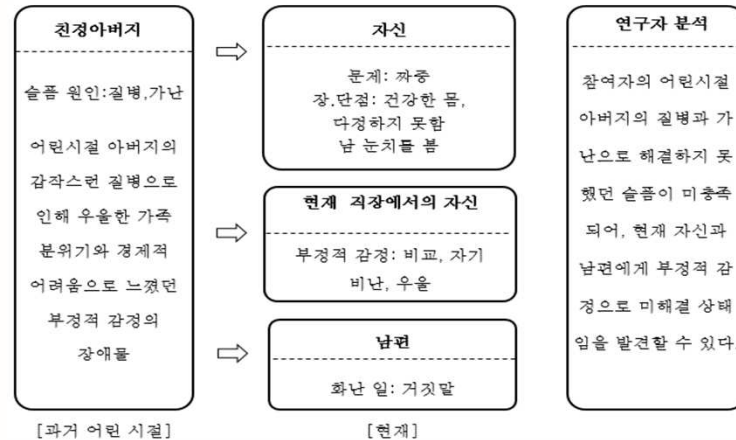 친정아버지
슬픔 원인:질병,가난
어린시절 아버지의
갑작스런 질병으로
인해 우울한 가족
분위기와 경제적
어려움으로 느꼈던
부정적 감정의
장애물
[과거 어린 시절]
자신
문제: 짜증
장.단점: 건강한 몸,
다정하지 못함
남 눈치를 봄
현재 직장에서의 자신
부정적 감정: 비교, 자기
비난, 우울
남편
화난 일: 거짓말
[현재]
연구자 분석
참여자의 어린시절
아버지의 질병과 가
난으로 해결하지 못
했던 슬픔이 미충족
되어, 현재 자신과
남편에게 부정적 감
정으로 미해결 상태
임을 발견할 수 있다.